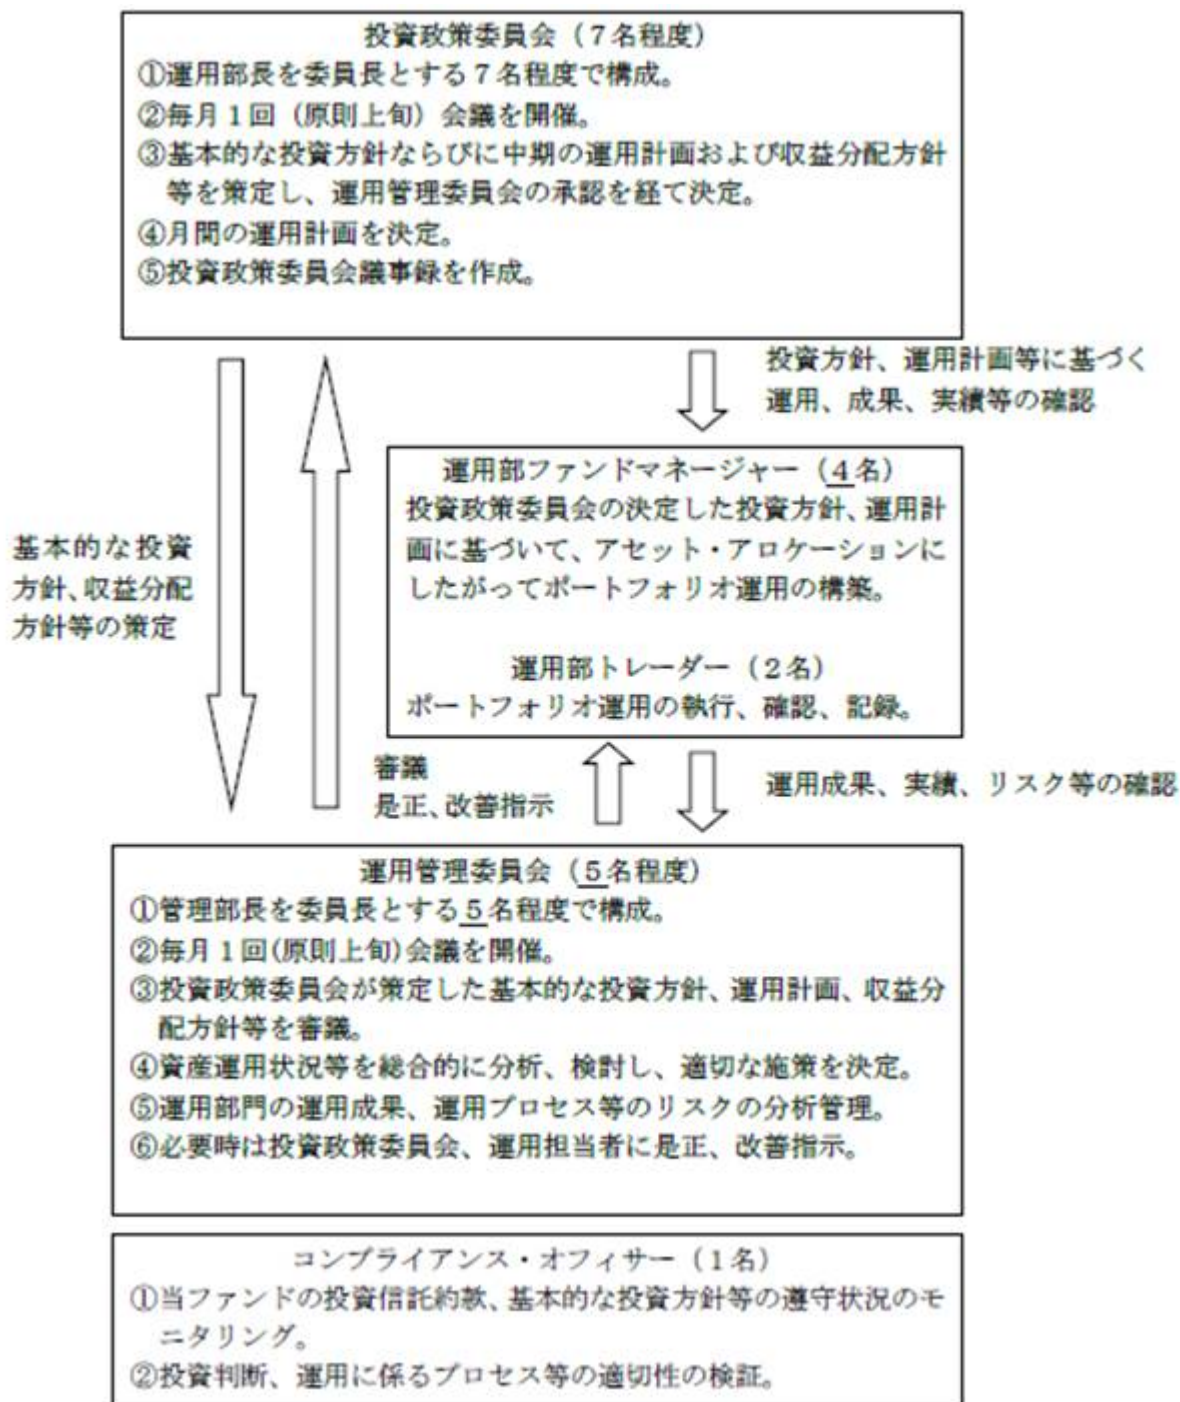 投資政策委員会（７名程度）
①運用部長を委員長とする７名程度で構成。
②毎月１回（原則上旬）会議を開催。
③基本的な投資方針ならびに中期の運用計画および収益分配方針
等を策定し、運用管理委員会の承認を経て決定。
④月間の運用計画を決定。
⑤投資政策委員会議事録を作成。
投資方針、運用計画等に基づく
運用、成果、実績等の確認
運用部ファンドマネージャー（４名）
投資政策委員会の決定した投資方針、運用計
画に基づいて、アセット・アロケーションに
したがってポートフォリオ運用の構築。
運用部トレーダー（２名）
ポートフォリオ運用の執行、確認、記録。
基本的な投資
方針、収益分配
方針等の策定
審議
是正、改善指示
運用成果、実績、リスク等の確認
運用管理委員会（５名程度）
①管理部長を委員長とする５名程度で構成。
②毎月１回(原則上旬)会議を開催。
③投資政策委員会が策定した基本的な投資方針、運用計画、収益分
配方針等を審議。
④資産運用状況等を総合的に分析、検討し、適切な施策を決定。
⑤運用部門の運用成果、運用プロセス等のリスクの分析管理。
⑥必要時は投資政策委員会、運用担当者に是正、改善指示。
コンプライアンス・オフィサー（１名）
①当ファンドの投資信託約款、基本的な投資方針等の遵守状況のモ
ニタリング。
②投資判断、運用に係るプロセス等の適切性の検証。